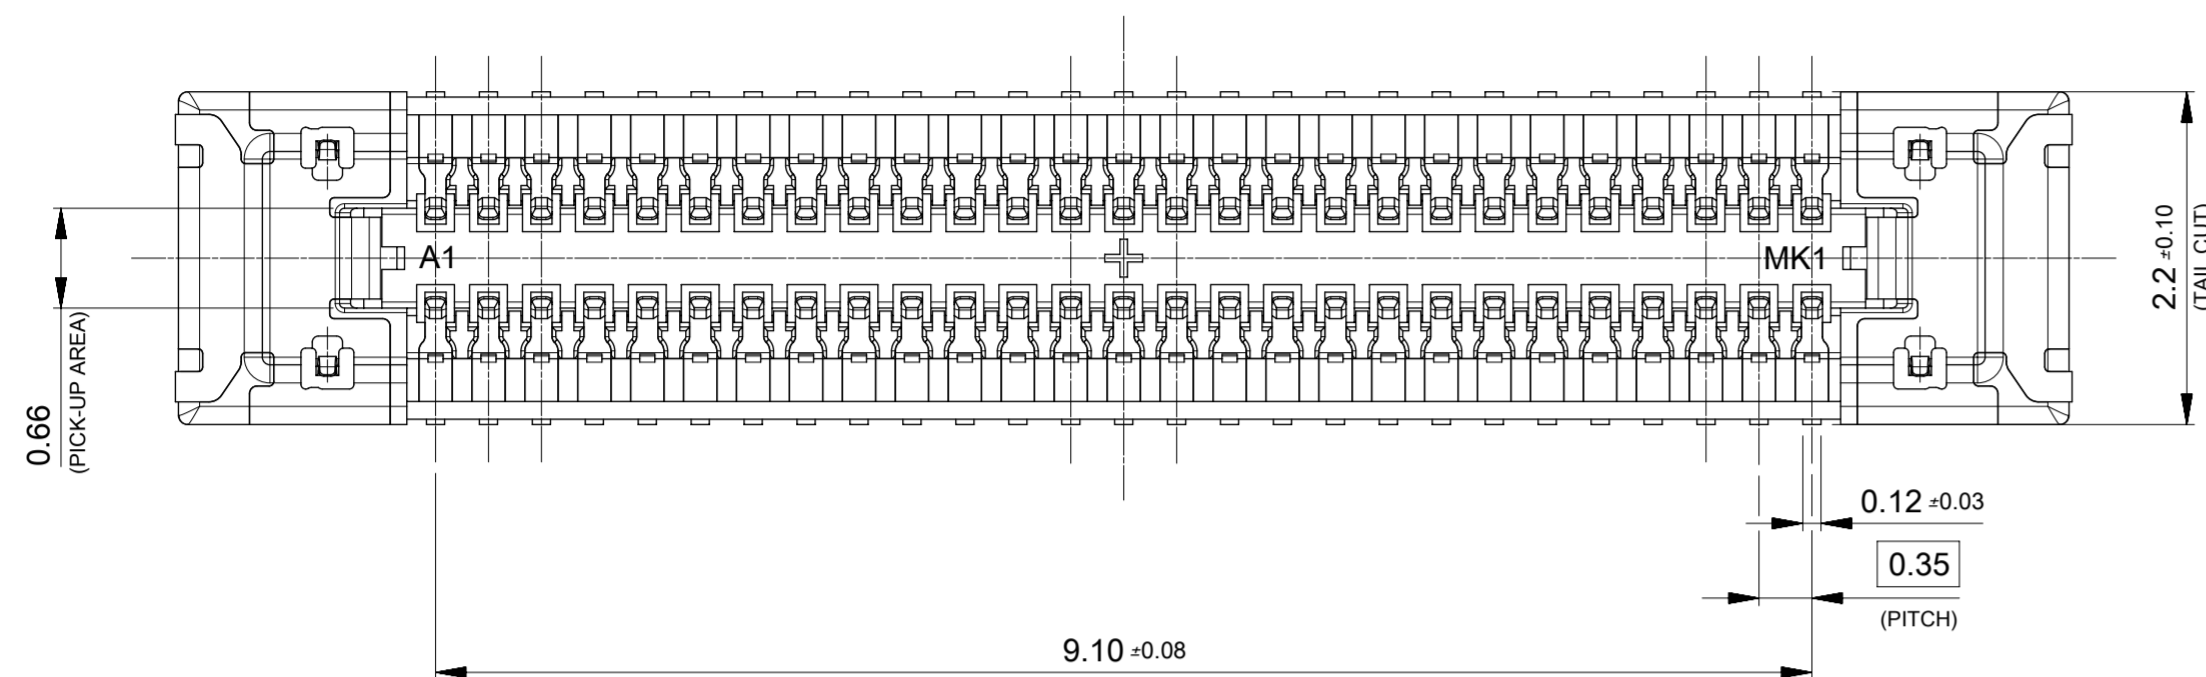 A1
MK1
0.66
(PICK-UP AREA)
2.2 ±0.10
(TAIL CUT)
0.12 ±0.03
0.35
(PITCH)
9.10 ±0.08